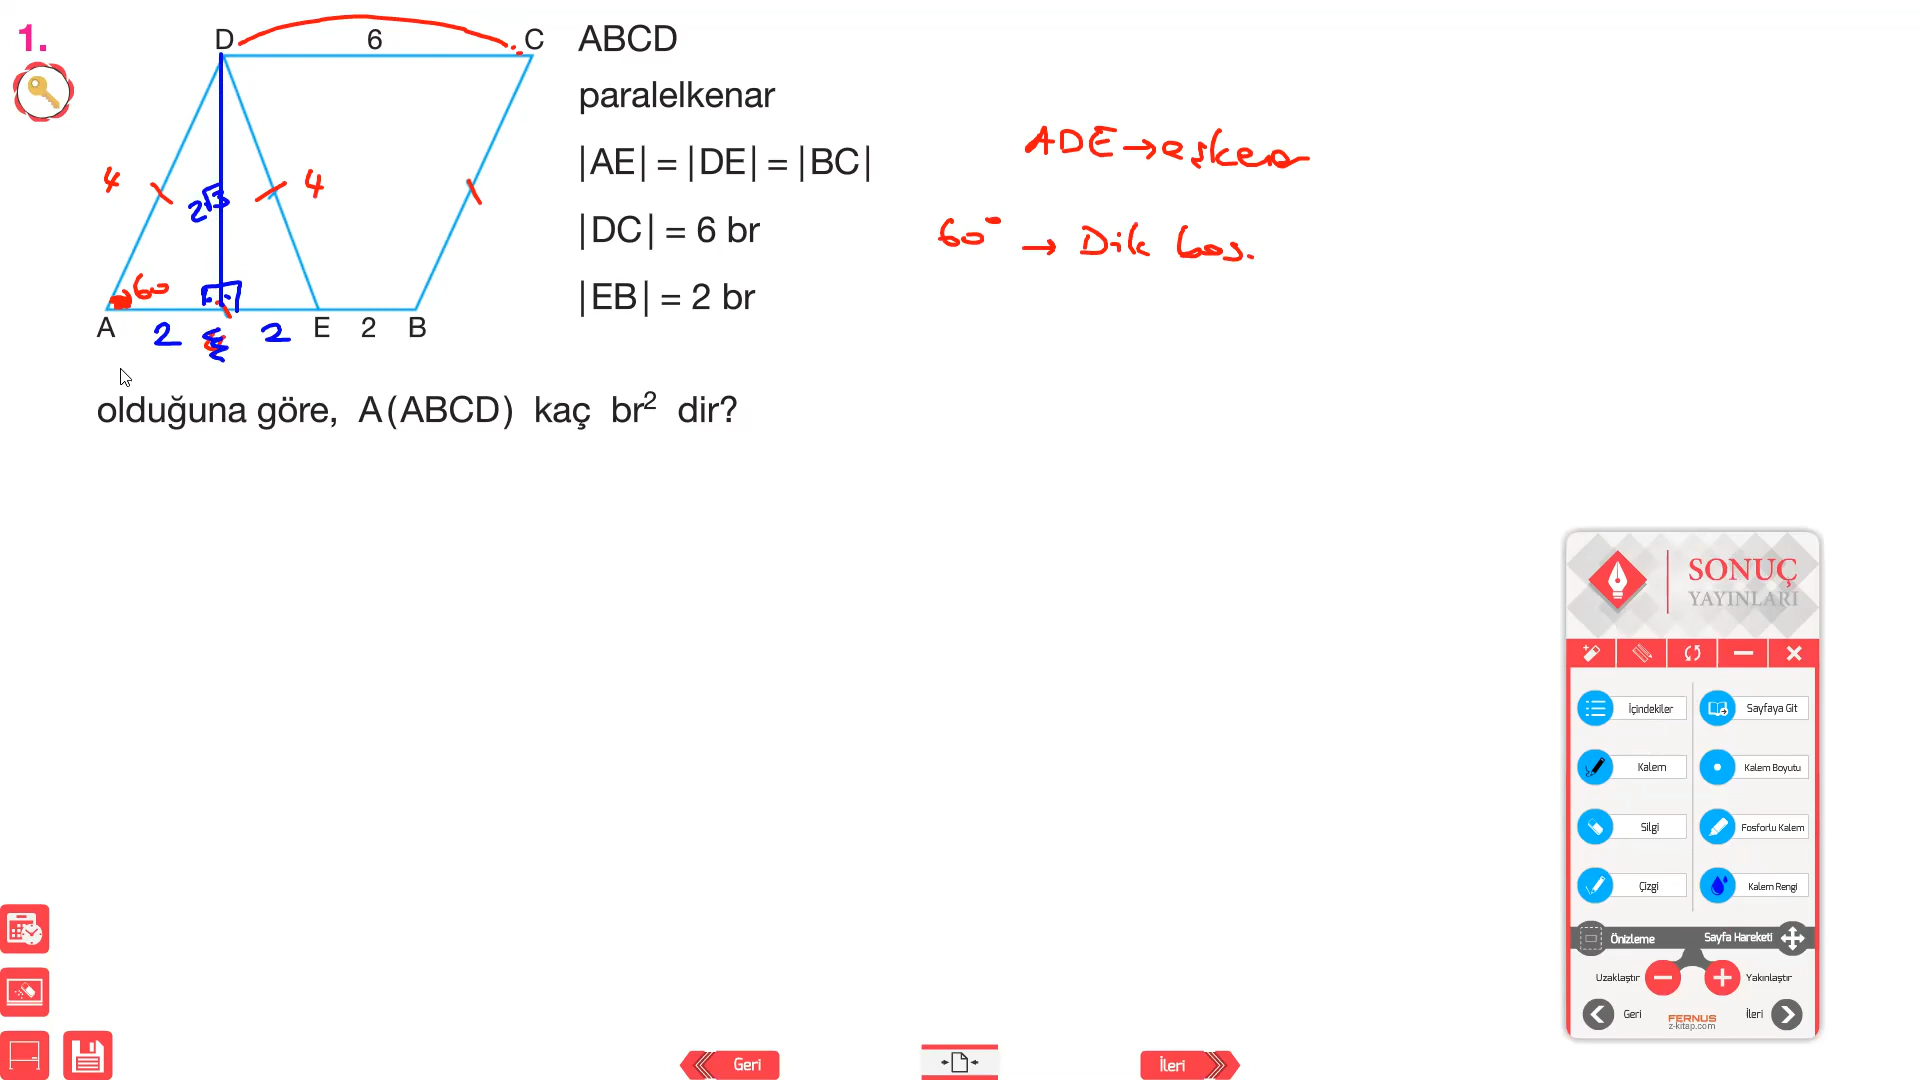 1.
D 6 C
ABCD
paralelkenar
|AE| = |DE| = |BC|
|DC| = 6 br
|EB| = 2 br
4
4
2√3
60
A 2 2 E 2 B
ADE → eşkenar
60° → Dik
olduğuna göre, A(ABCD) kaç br² dir?
SONUÇ
YAYINLARI
İçindekiler
Sayfaya Git
Kalem
Kalem Boyutu
Silgi
Fosforlu Kalem
Çizgi
Kalem Rengi
Önizleme
Sayfa Hareketi
Uzaklaştır
Yakınlaştır
Geri
FERNUS
z-kitap.com
İleri
Geri
İleri